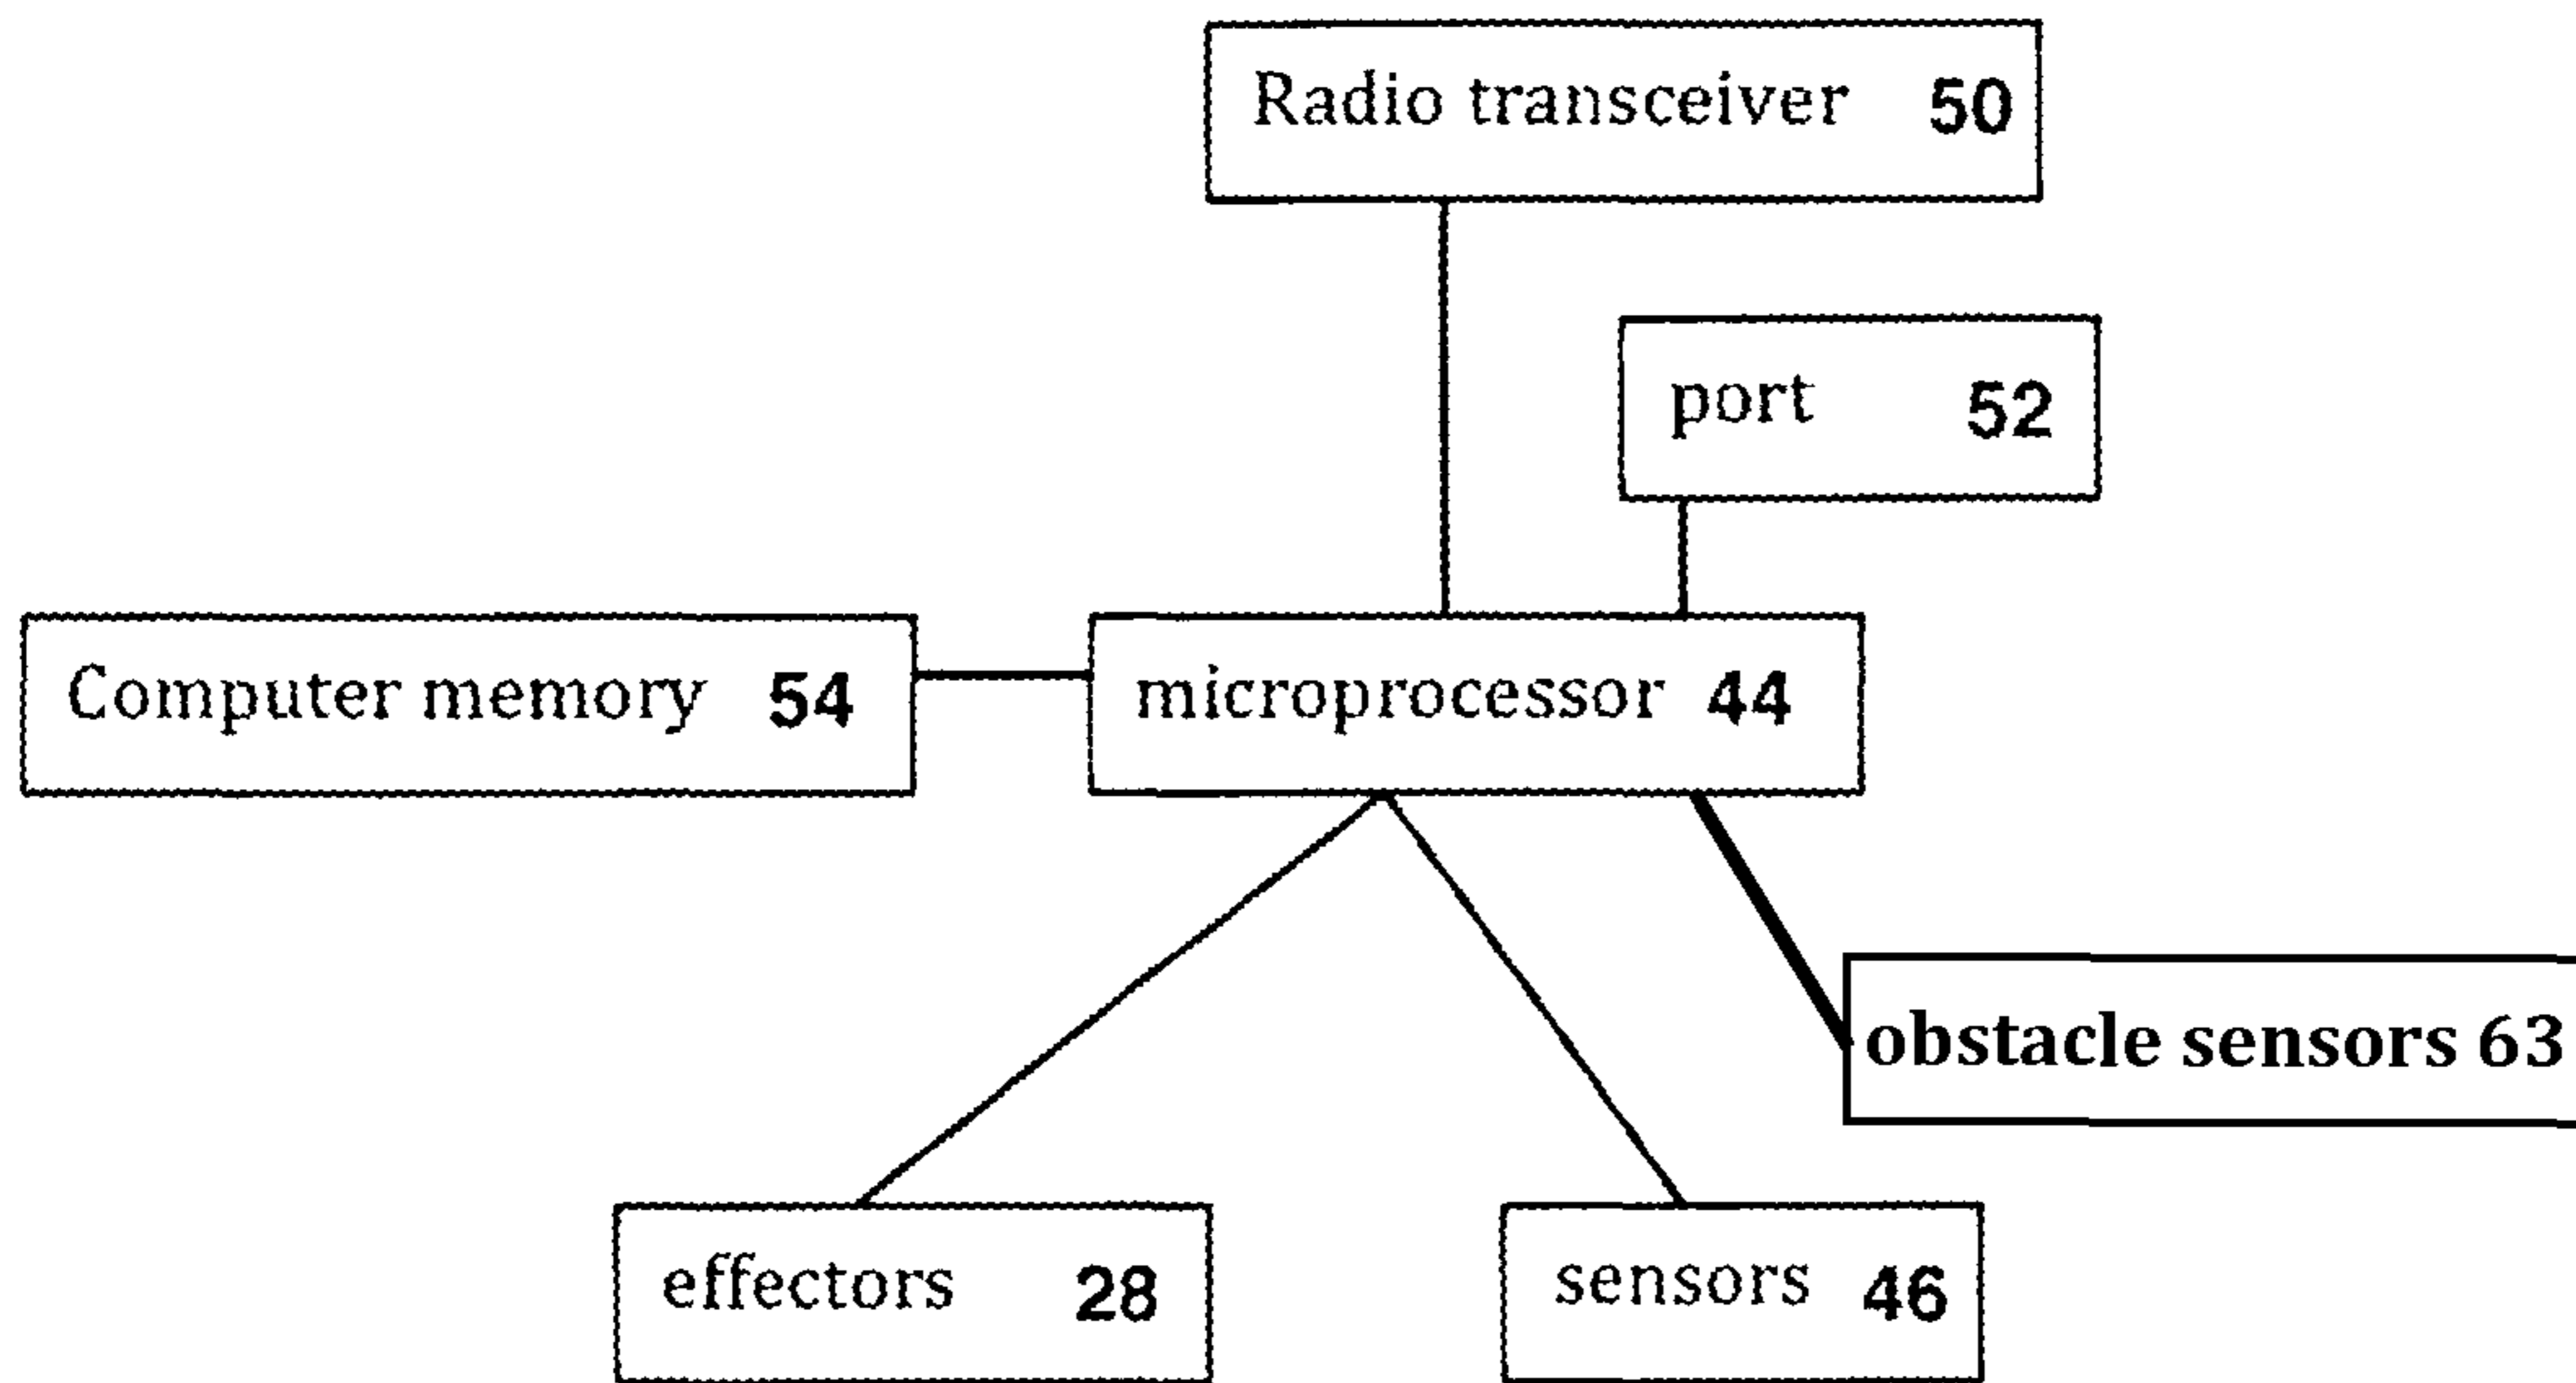 Radio transceiver 50
port 52
Computer memory 54
microprocessor 44
obstacle sensors 63
effectors 28
sensors 46